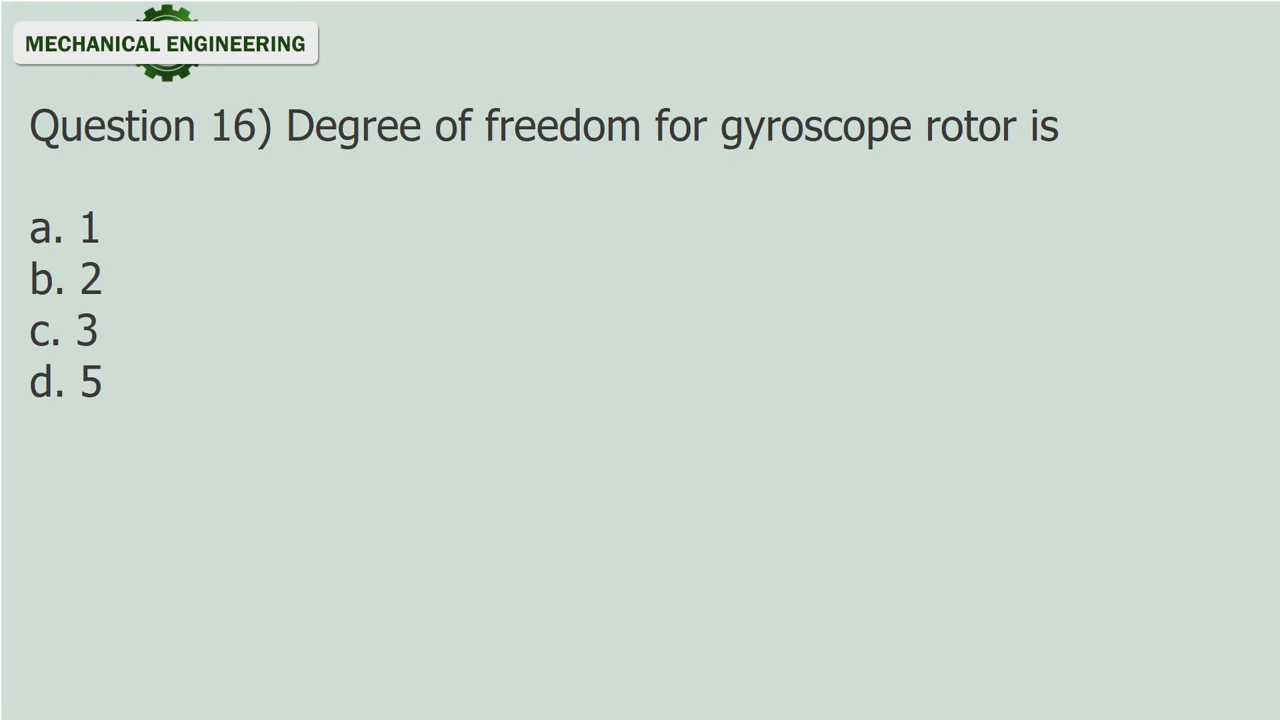 MECHANICAL ENGINEERING
Question 16) Degree of freedom for gyroscope rotor is
a. 1
b. 2
c. 3
d. 5